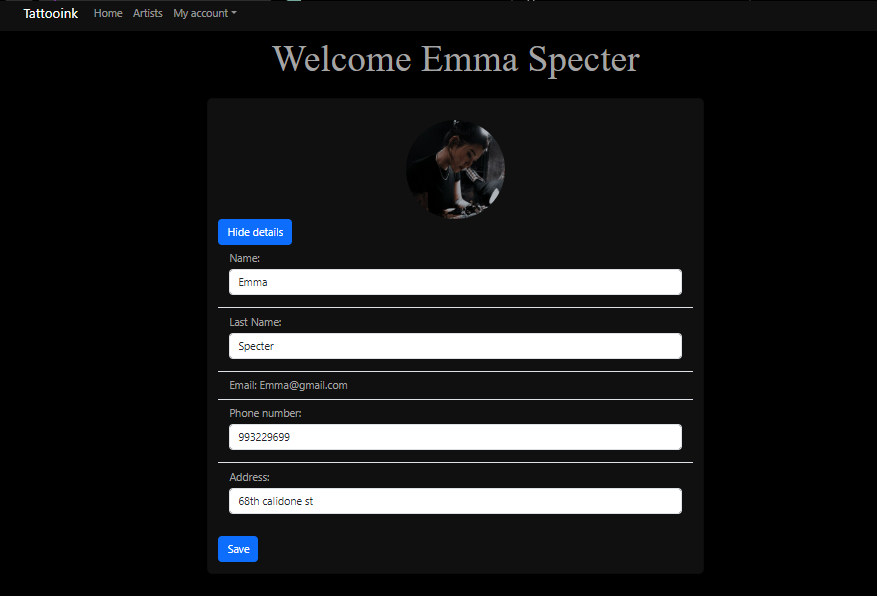 Tattooink Home Artists My account
Welcome Emma Specter
Hide details
Name:
Emma
Last Name:
Specter
Email: Emma@gmail.com
Phone number:
993229699
Address:
68th calidone st
Save